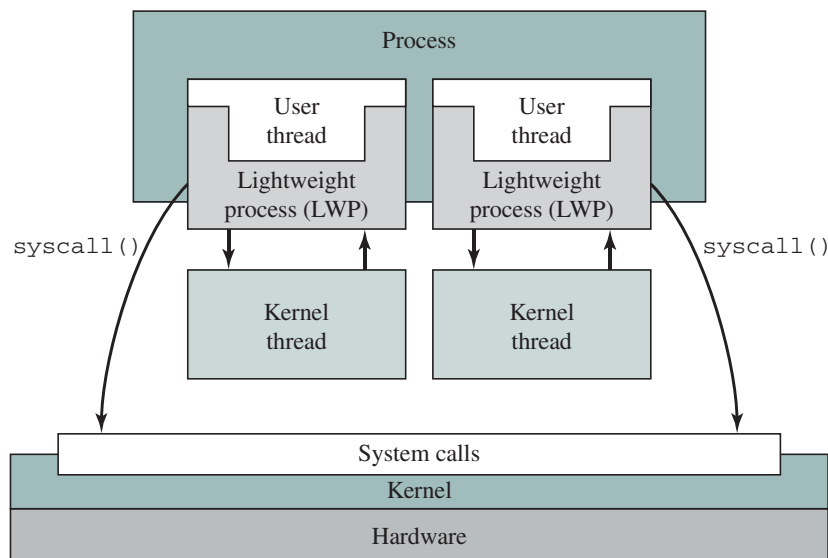 Process
User
thread
User
thread
Lightweight
process (LWP)
Lightweight
process (LWP)
syscall()
syscall()
Kernel
thread
Kernel
thread
System calls
Kernel
Hardware